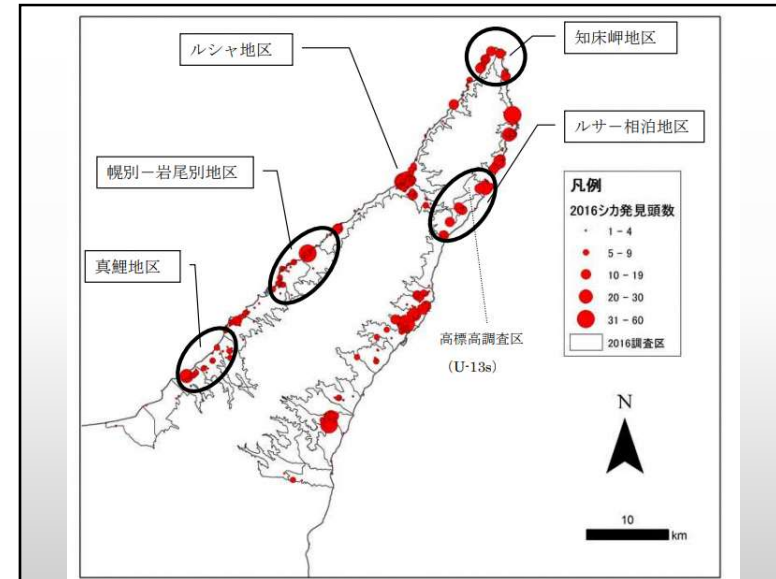 知床岬地区
ルシャ地区
ルサー相泊地区
幌別－岩尾別地区
真鯉地区
高標高調査区
（U-13s）
凡例
2016シカ発見頭数
1 - 4
5 - 9
10 - 19
20 - 30
31 - 60
2016調査区
N
10
km